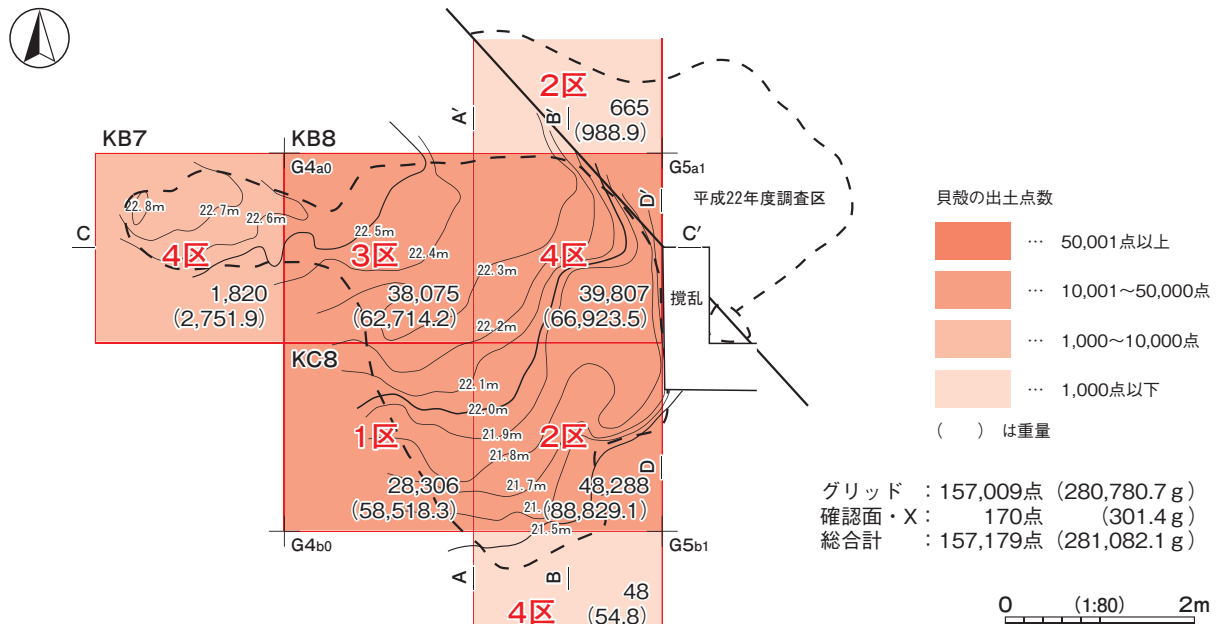 2区
665
(988.9)
A'
B'
KB7
KB8
G4a0
G5a1
D'
平成22年度調査区
22.8m
22.7m
22.6m
22.5m
22.4m
22.3m
22.2m
C
C'
4区
3区
4区
1,820
(2,751.9)
38,075
(62,714.2)
39,807
(66,923.5)
撹乱
KC8
22.1m
22.0m
21.9m
21.8m
21.7m
21.5m
1区
2区
28,306
(58,518.3)
48,288
(88,829.1)
D
G4b0
G5b1
A
B
4区
48
(54.8)
貝殻の出土点数
… 50,001点以上
… 10,001〜50,000点
… 1,000〜10,000点
… 1,000点以下
(　) は重量
グリッド :157,009点 (280,780.7g)
確認面・X: 170点 (301.4g)
総合計 :157,179点 (281,082.1g)
0 (1:80) 2m